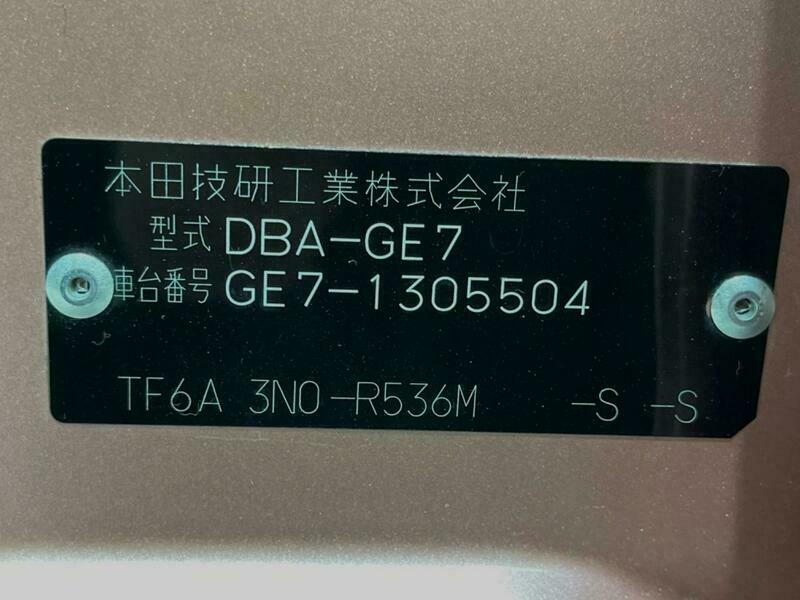 本田技研工業株式会社
型式 DBA-GE7
車台番号 GE7-1305504
TF6A 3N0-R536M -S -S